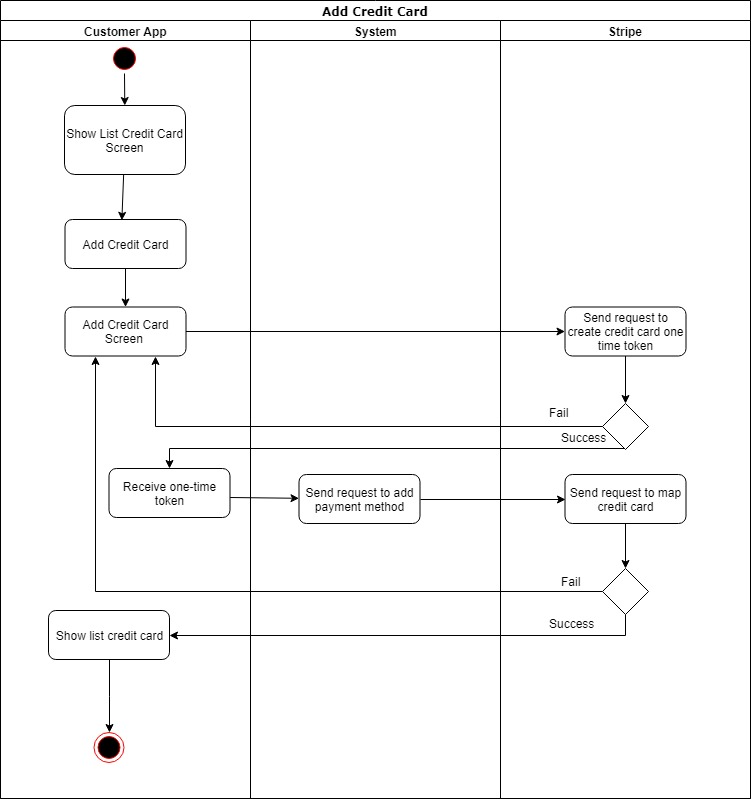 Add Credit Card
Customer App
System
Stripe
Show List Credit Card
Screen
Add Credit Card
Add Credit Card
Screen
Send request to
create credit card one
time token
Fail
Success
Receive one-time
token
Send request to add
payment method
Send request to map
credit card
Fail
Success
Show list credit card